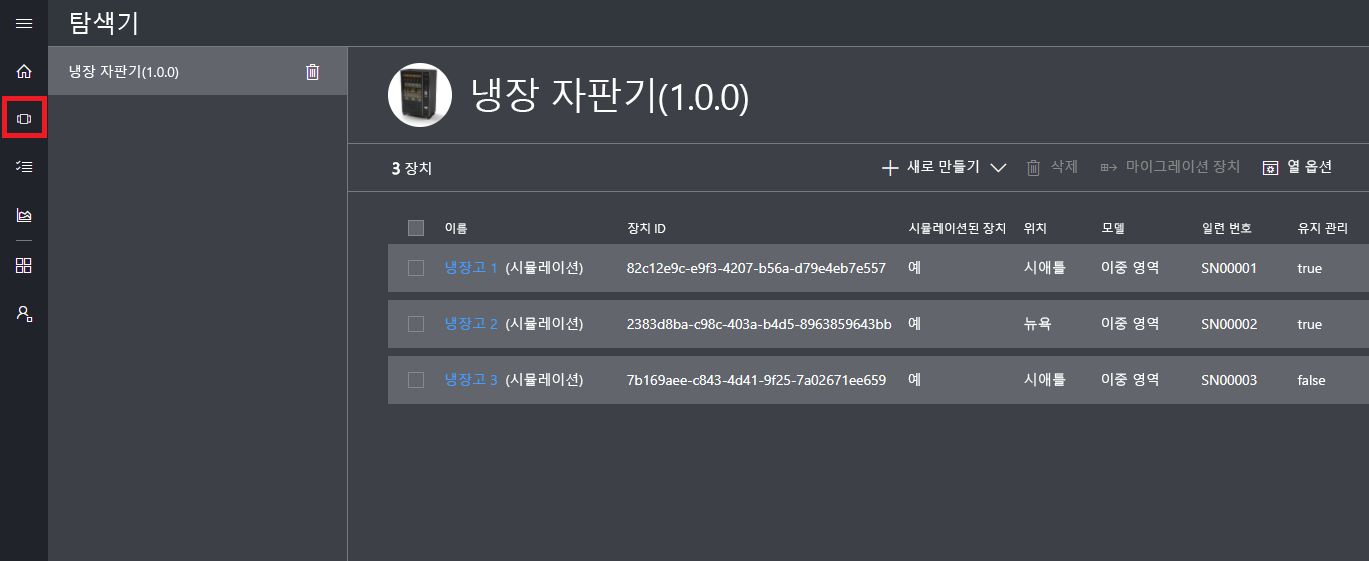 탐색기
냉장 자판기(1.0.0)
냉장 자판기(1.0.0)
3 장치
새로 만들기 삭제 마이그레이션 장치 열 옵션
이름 장치 ID 시뮬레이션된 장치 위치 모델 일련 번호 유지 관리
냉장고 1 (시뮬레이션) 82c12e9c-e9f3-4207-b56a-d79e4eb7e557 예 시애틀 이중 영역 SN00001 true
냉장고 2 (시뮬레이션) 2383d8ba-c98c-403a-b4d5-8963859643bb 예 뉴욕 이중 영역 SN00002 true
냉장고 3 (시뮬레이션) 7b169aee-c843-4d41-9f25-7a02671ee659 예 시애틀 이중 영역 SN00003 false